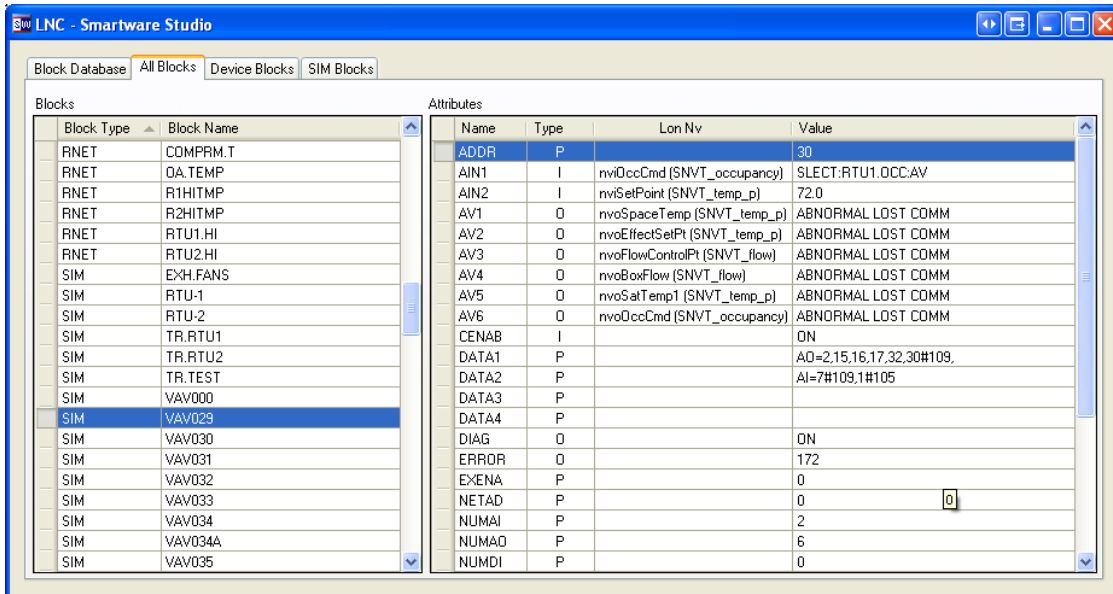 LNC - Smartware Studio
Block Database All Blocks Device Blocks SIM Blocks
Blocks
Block Type Block Name
RNET COMPRM.T
RNET OA.TEMP
RNET R1HITMP
RNET R2HITMP
RNET RTU1.HI
RNET RTU2.HI
SIM EXH.FANS
SIM RTU-1
SIM RTU-2
SIM TR.RTU1
SIM TR.RTU2
SIM TR.TEST
SIM VAV000
SIM VAV029
SIM VAV030
SIM VAV031
SIM VAV032
SIM VAV033
SIM VAV034
SIM VAV034A
SIM VAV035
Attributes
Name Type Lon Nv Value
ADDR P 30
AIN1 I nviOccCmd (SNVT_occupancy) SLECT:RTU1.OCC:AV
AIN2 I nviSetPoint (SNVT_temp_p) 72.0
AV1 O nvoSpaceTemp (SNVT_temp_p) ABNORMAL LOST COMM
AV2 O nvoEffectSetPt (SNVT_temp_p) ABNORMAL LOST COMM
AV3 O nvoFlowControlPt (SNVT_flow) ABNORMAL LOST COMM
AV4 O nvoBoxFlow (SNVT_flow) ABNORMAL LOST COMM
AV5 O nvoSatTemp1 (SNVT_temp_p) ABNORMAL LOST COMM
AV6 O nvoOccCmd (SNVT_occupancy) ABNORMAL LOST COMM
CENAB I ON
DATA1 P AO=2,15,16,17,32,30#109,
DATA2 P AI=7#109,1#105
DATA3 P
DATA4 P
DIAG O ON
ERROR O 172
EXENA P 0
NETAD P 0
0
NUMAI P 2
NUMAO P 6
NUMDI P 0